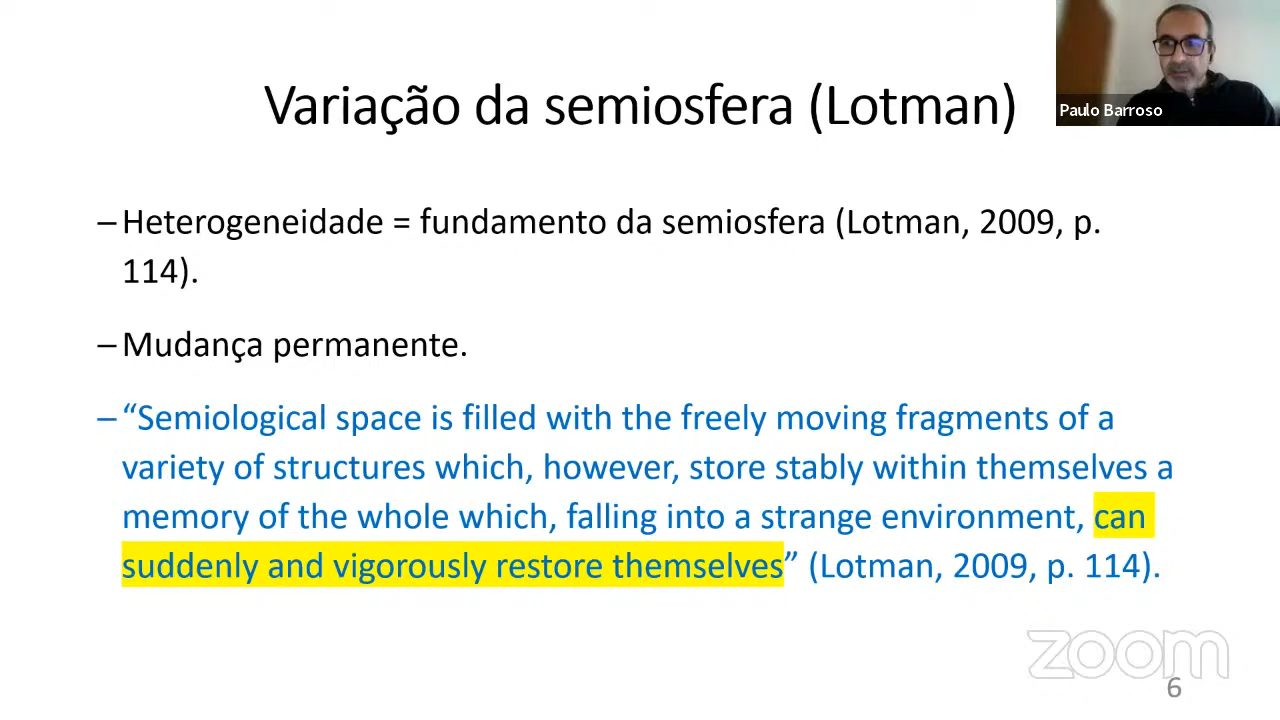 Variação da semiosfera (Lotman)
Paulo Barroso
– Heterogeneidade = fundamento da semiosfera (Lotman, 2009, p.
114).
– Mudança permanente.
– “Semiological space is filled with the freely moving fragments of a
variety of structures which, however, store stably within themselves a
memory of the whole which, falling into a strange environment, can
suddenly and vigorously restore themselves” (Lotman, 2009, p. 114).
zoom
6